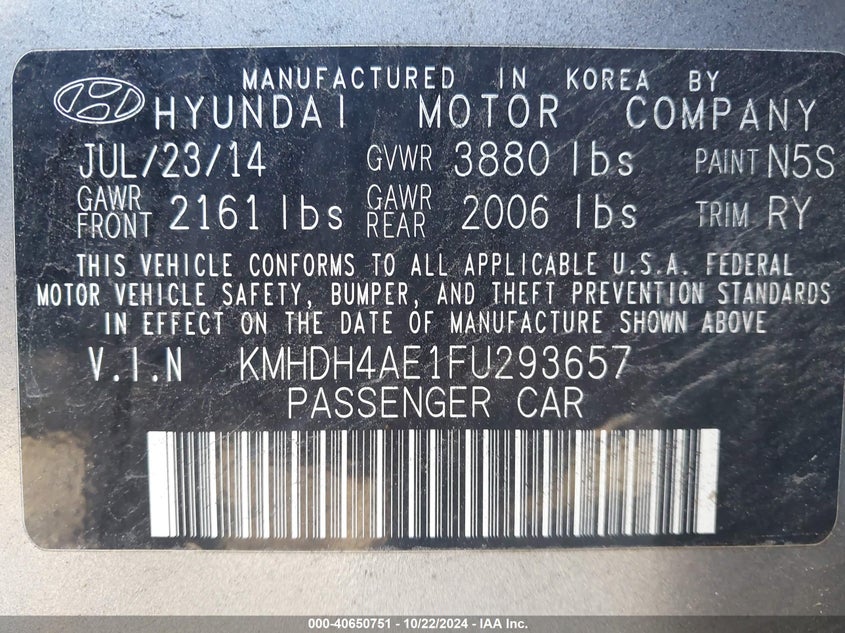 MANUFACTURED IN KOREA BY
HYUNDAI MOTOR COMPANY
JUL/23/14 GVWR 3880 lbs PAINT N5S
GAWR FRONT 2161 lbs GAWR REAR 2006 lbs TRIM RY
THIS VEHICLE CONFORMS TO ALL APPLICABLE U.S.A. FEDERAL
MOTOR VEHICLE SAFETY, BUMPER, AND THEFT PREVENTION STANDARDS
IN EFFECT ON THE DATE OF MANUFACTURE SHOWN ABOVE
V.I.N KMHDH4AE1FU293657
PASSENGER CAR
000-40650751 - 10/22/2024 - IAA Inc.